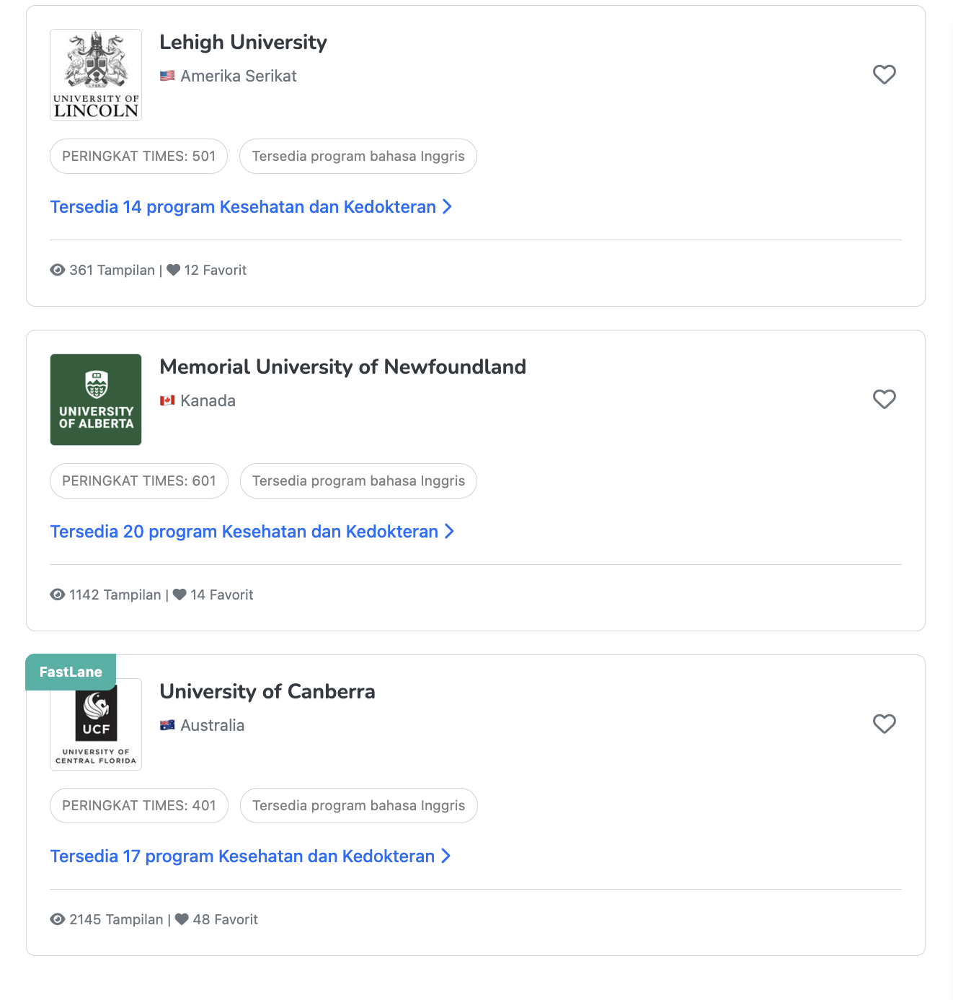 Lehigh University
Amerika Serikat
UNIVERSITY OF
LINCOLN
PERINGKAT TIMES: 501
Tersedia program bahasa Inggris
Tersedia 14 program Kesehatan dan Kedokteran
361 Tampilan | 12 Favorit
Memorial University of Newfoundland
Kanada
UNIVERSITY
OF ALBERTA
PERINGKAT TIMES: 601
Tersedia program bahasa Inggris
Tersedia 20 program Kesehatan dan Kedokteran
1142 Tampilan | 14 Favorit
FastLane
University of Canberra
Australia
UCF
UNIVERSITY OF
CENTRAL FLORIDA
PERINGKAT TIMES: 401
Tersedia program bahasa Inggris
Tersedia 17 program Kesehatan dan Kedokteran
2145 Tampilan | 48 Favorit